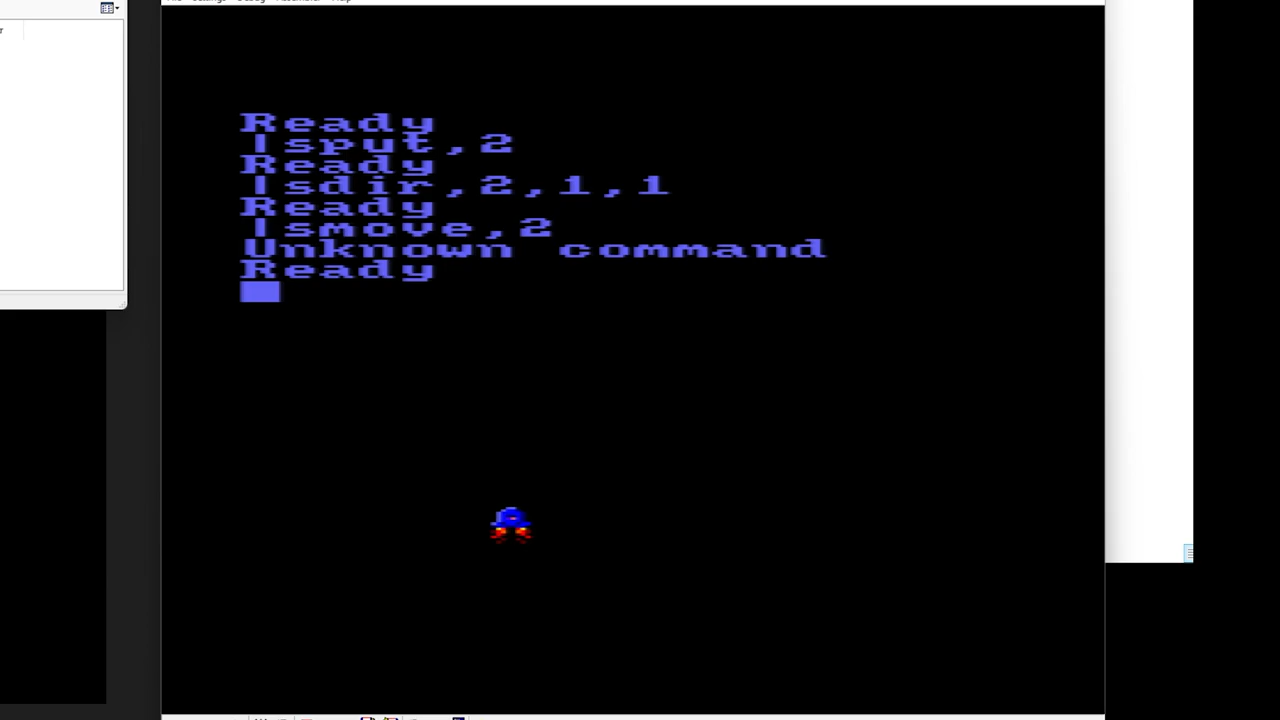 Ready
|sput,2
Ready
|sdir,2,1,1
Ready
|smove,2
Unknown command
Ready